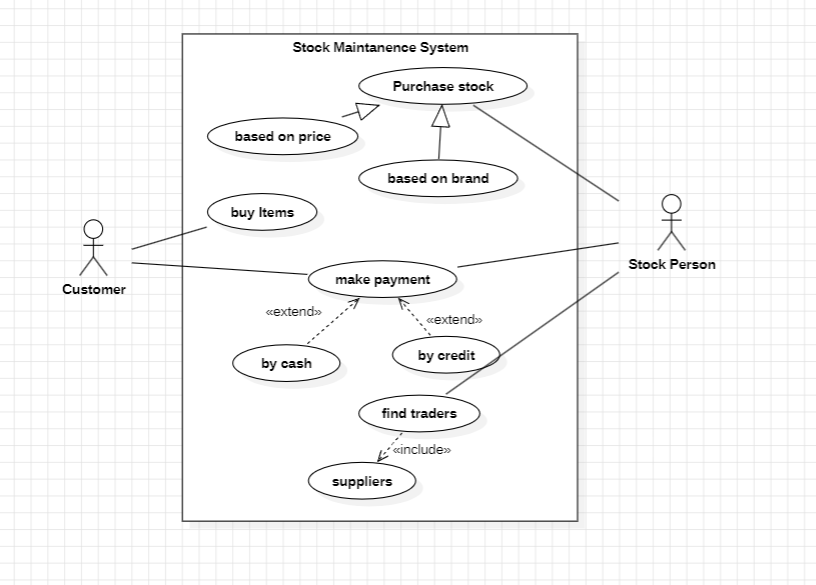 Stock Maintanence System
Purchase stock
based on price
based on brand
buy Items
Customer
Stock Person
make payment
«extend»
«extend»
by cash
by credit
find traders
«include»
suppliers